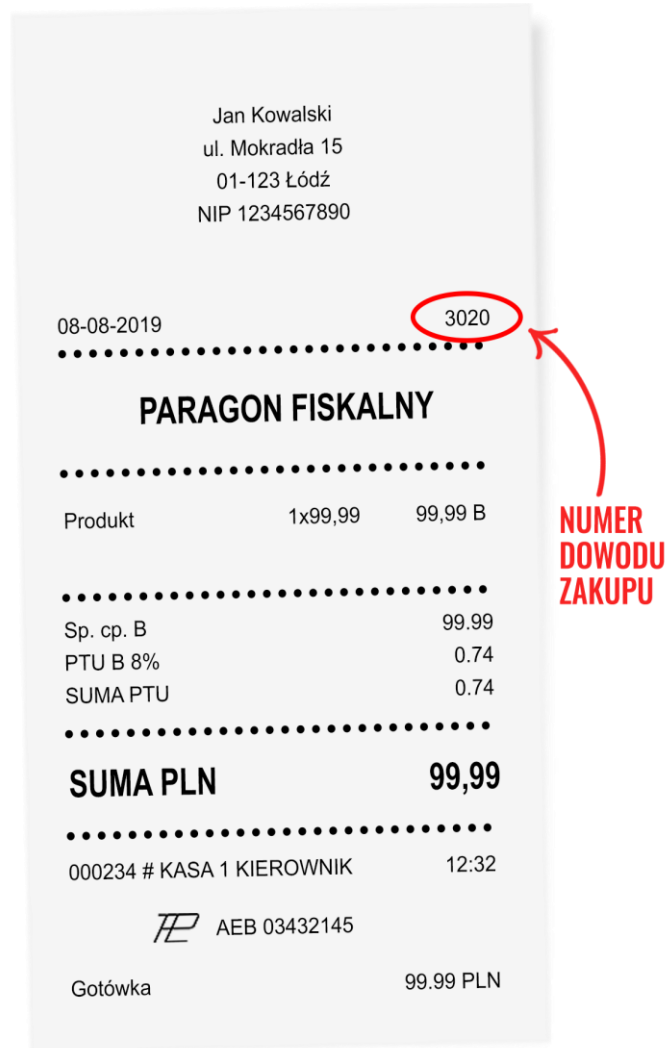 Jan Kowalski
ul. Mokradła 15
01-123 Łódź
NIP 1234567890
08-08-2019 3020
PARAGON FISKALNY
Produkt 1x99,99 99,99 B
Sp. cp. B 99.99
PTU B 8% 0.74
SUMA PTU 0.74
SUMA PLN 99,99
000234 # KASA 1 KIEROWNIK 12:32
AEB 03432145
Gotówka 99.99 PLN
NUMER
DOWODU
ZAKUPU